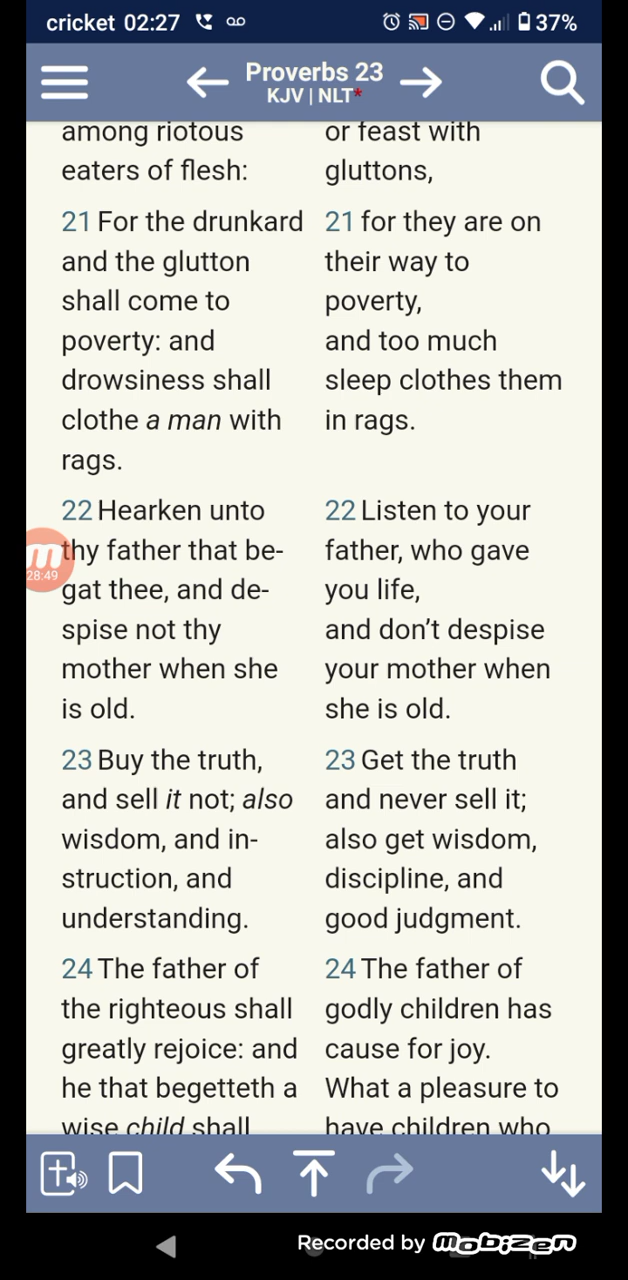 cricket 02:27 37%
Proverbs 23
KJV | NLT*
among riotous
eaters of flesh:
21 For the drunkard
and the glutton
shall come to
poverty: and
drowsiness shall
clothe a man with
rags.
22 Hearken unto
thy father that be-
gat thee, and de-
spise not thy
mother when she
is old.
23 Buy the truth,
and sell it not; also
wisdom, and in-
struction, and
understanding.
24 The father of
the righteous shall
greatly rejoice: and
he that begetteth a
wise child shall
or feast with
gluttons,
21 for they are on
their way to
poverty,
and too much
sleep clothes them
in rags.
22 Listen to your
father, who gave
you life,
and don’t despise
your mother when
she is old.
23 Get the truth
and never sell it;
also get wisdom,
discipline, and
good judgment.
24 The father of
godly children has
cause for joy.
What a pleasure to
have children who
m
28:49
Recorded by Mobizen